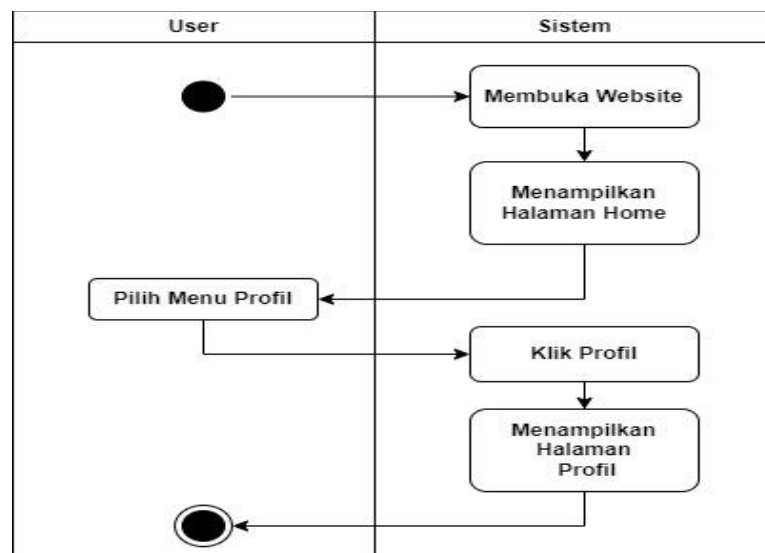 User
Sistem
Membuka Website
Menampilkan
Halaman Home
Pilih Menu Profil
Klik Profil
Menampilkan
Halaman
Profil